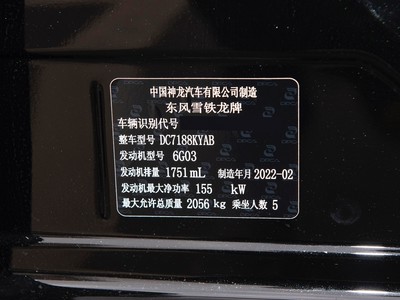 中国神龙汽车有限公司制造
东风雪铁龙牌
车辆识别代号
整车型号 DC7188KYAB
发动机型号 6G03
发动机排量 1751mL 制造年月 2022-02
发动机最大净功率 155 kW
最大允许总质量 2056 kg 乘坐人数 5